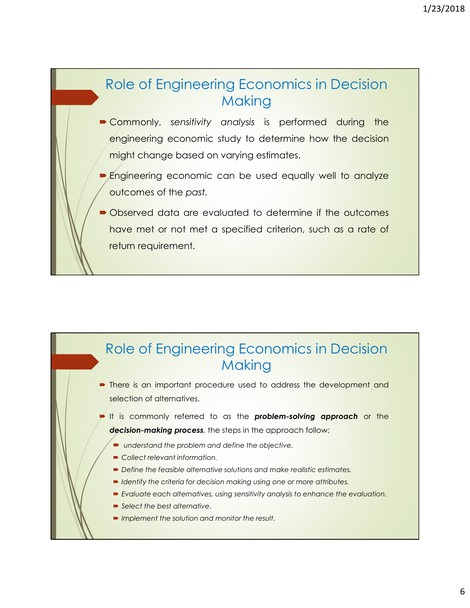 1/23/2018
Role of Engineering Economics in Decision
Making
Commonly, sensitivity analysis is performed during the
engineering economic study to determine how the decision
might change based on varying estimates.
Engineering economic can be used equally well to analyze
outcomes of the past.
Observed data are evaluated to determine if the outcomes
have met or not met a specified criterion, such as a rate of
return requirement.
Role of Engineering Economics in Decision
Making
There is an important procedure used to address the development and
selection of alternatives.
It is commonly referred to as the problem-solving approach or the
decision-making process, the steps in the approach follow:
understand the problem and define the objective.
Collect relevant information.
Define the feasible alternative solutions and make realistic estimates.
Identify the criteria for decision making using one or more attributes.
Evaluate each alternatives, using sensitivity analysis to enhance the evaluation.
Select the best alternative.
Implement the solution and monitor the result.
6